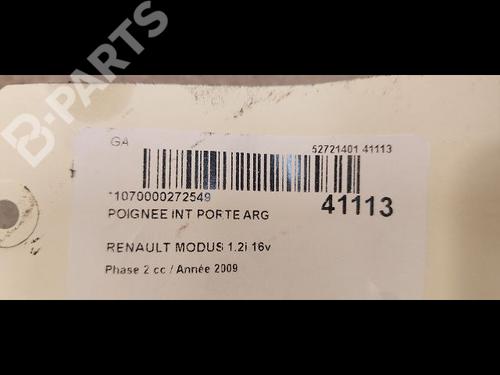 B-PARTS
GA
52721401 41113
*1070000272549
41113
POIGNEE INT PORTE ARG
RENAULT MODUS 1.2i 16v
Phase 2 cc / Année 2009